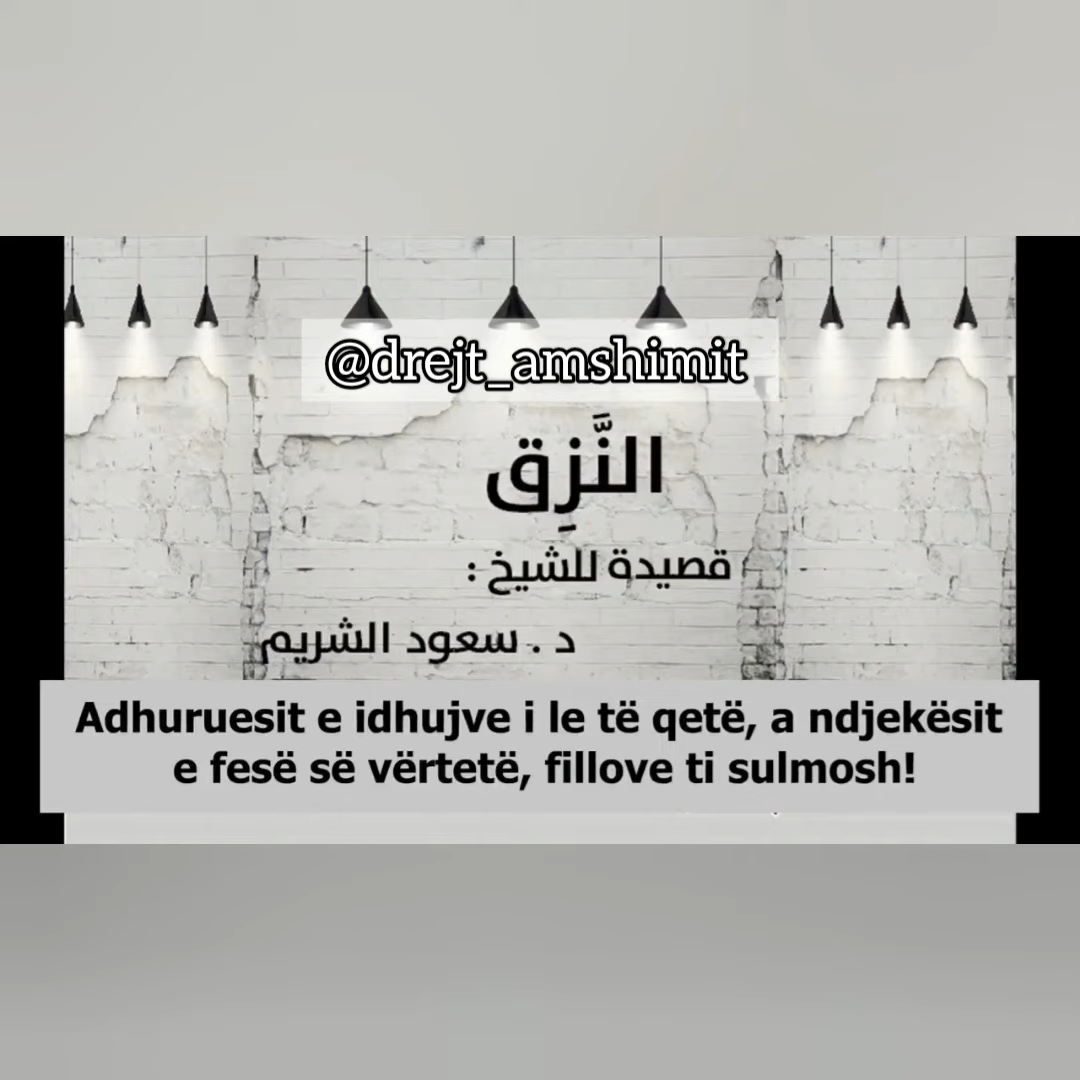 @drejt_amshimit
النَّزِق
قصيدة للشيخ :
د . سعود الشريم
Adhuruesit e idhujve i le të qetë, a ndjekësit
e fesë së vërtetë, fillove ti sulmosh!